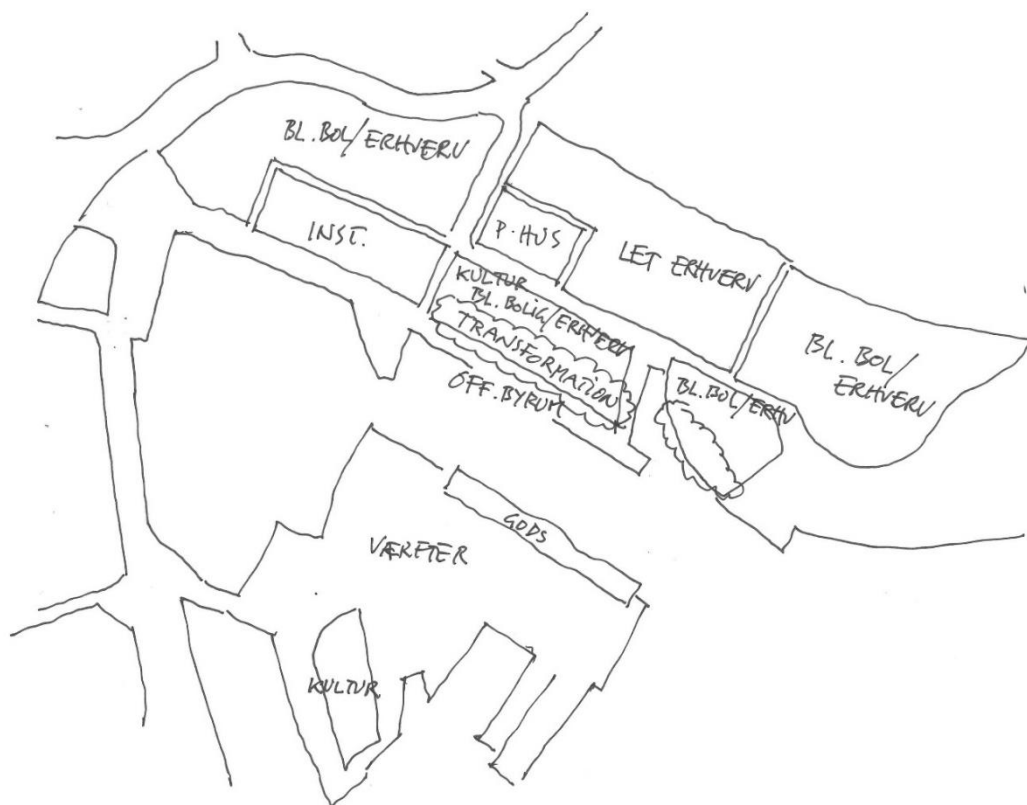 BL. BOL/ERHVERV
INST.
P-HUS
LET ERHVERV
KULTUR
BL. BOLIG/ERHVERV
TRANSFORMATION
OFF. BYRUM
BL. BOL/ERHV
BL. BOL/
ERHVERV
GODS
VÆRFTER
KULTUR